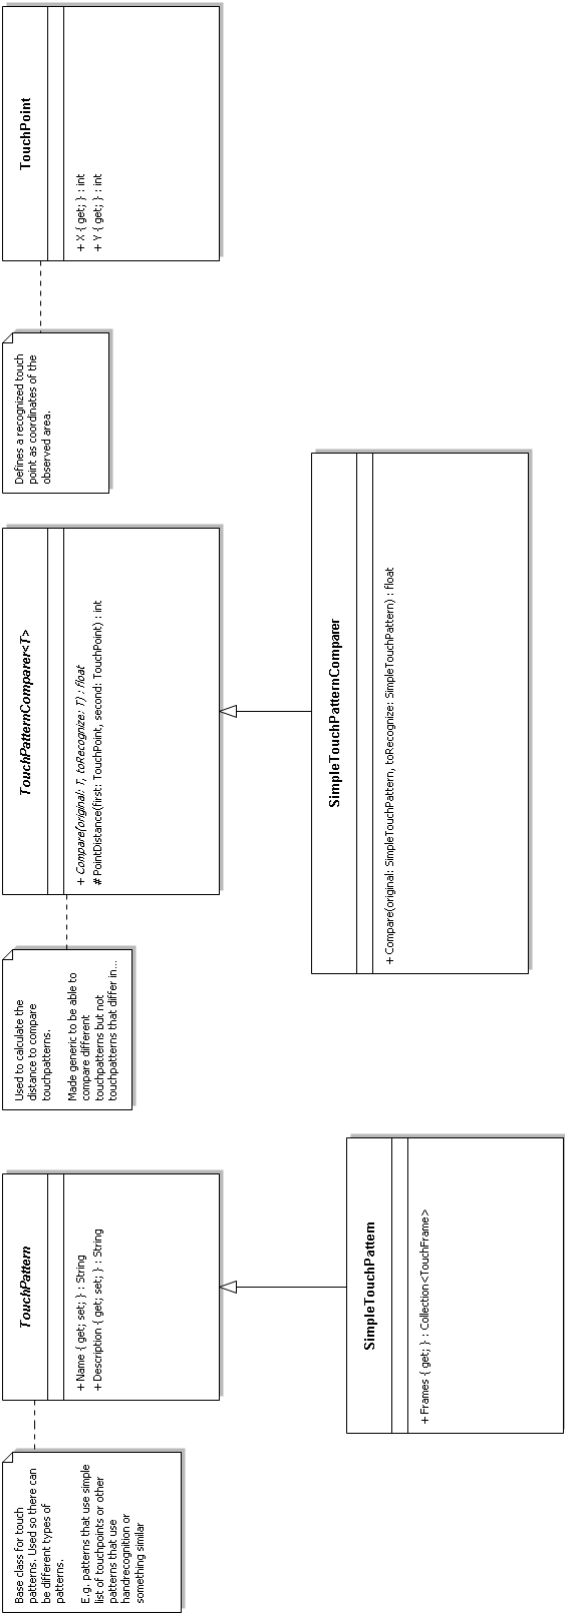 Base class for touch
patterns. Used so there can
be different types of
patterns.
E.g. patterns that use simple
list of touchpoints or other
patterns that use
handrecognition or
something similar
TouchPattern
+ Name { get; set; } : String
+ Description { get; set; } : String
SimpleTouchPattern
+ Frames { get; } : Collection<TouchFrame>
Used to calculate the
distance to compare
touchpatterns.
Made generic to be able to
compare different
touchpatterns but not
touchpatterns that differ in...
TouchPatternComparer<T>
+ Compare(original: T, toRecognize: T) : float
# PointDistance(first: TouchPoint, second: TouchPoint) : int
SimpleTouchPatternComparer
+ Compare(original: SimpleTouchPattern, toRecognize: SimpleTouchPattern) : float
Defines a recognized touch
point as coordinates of the
observed area.
TouchPoint
+ X { get; } : int
+ Y { get; } : int